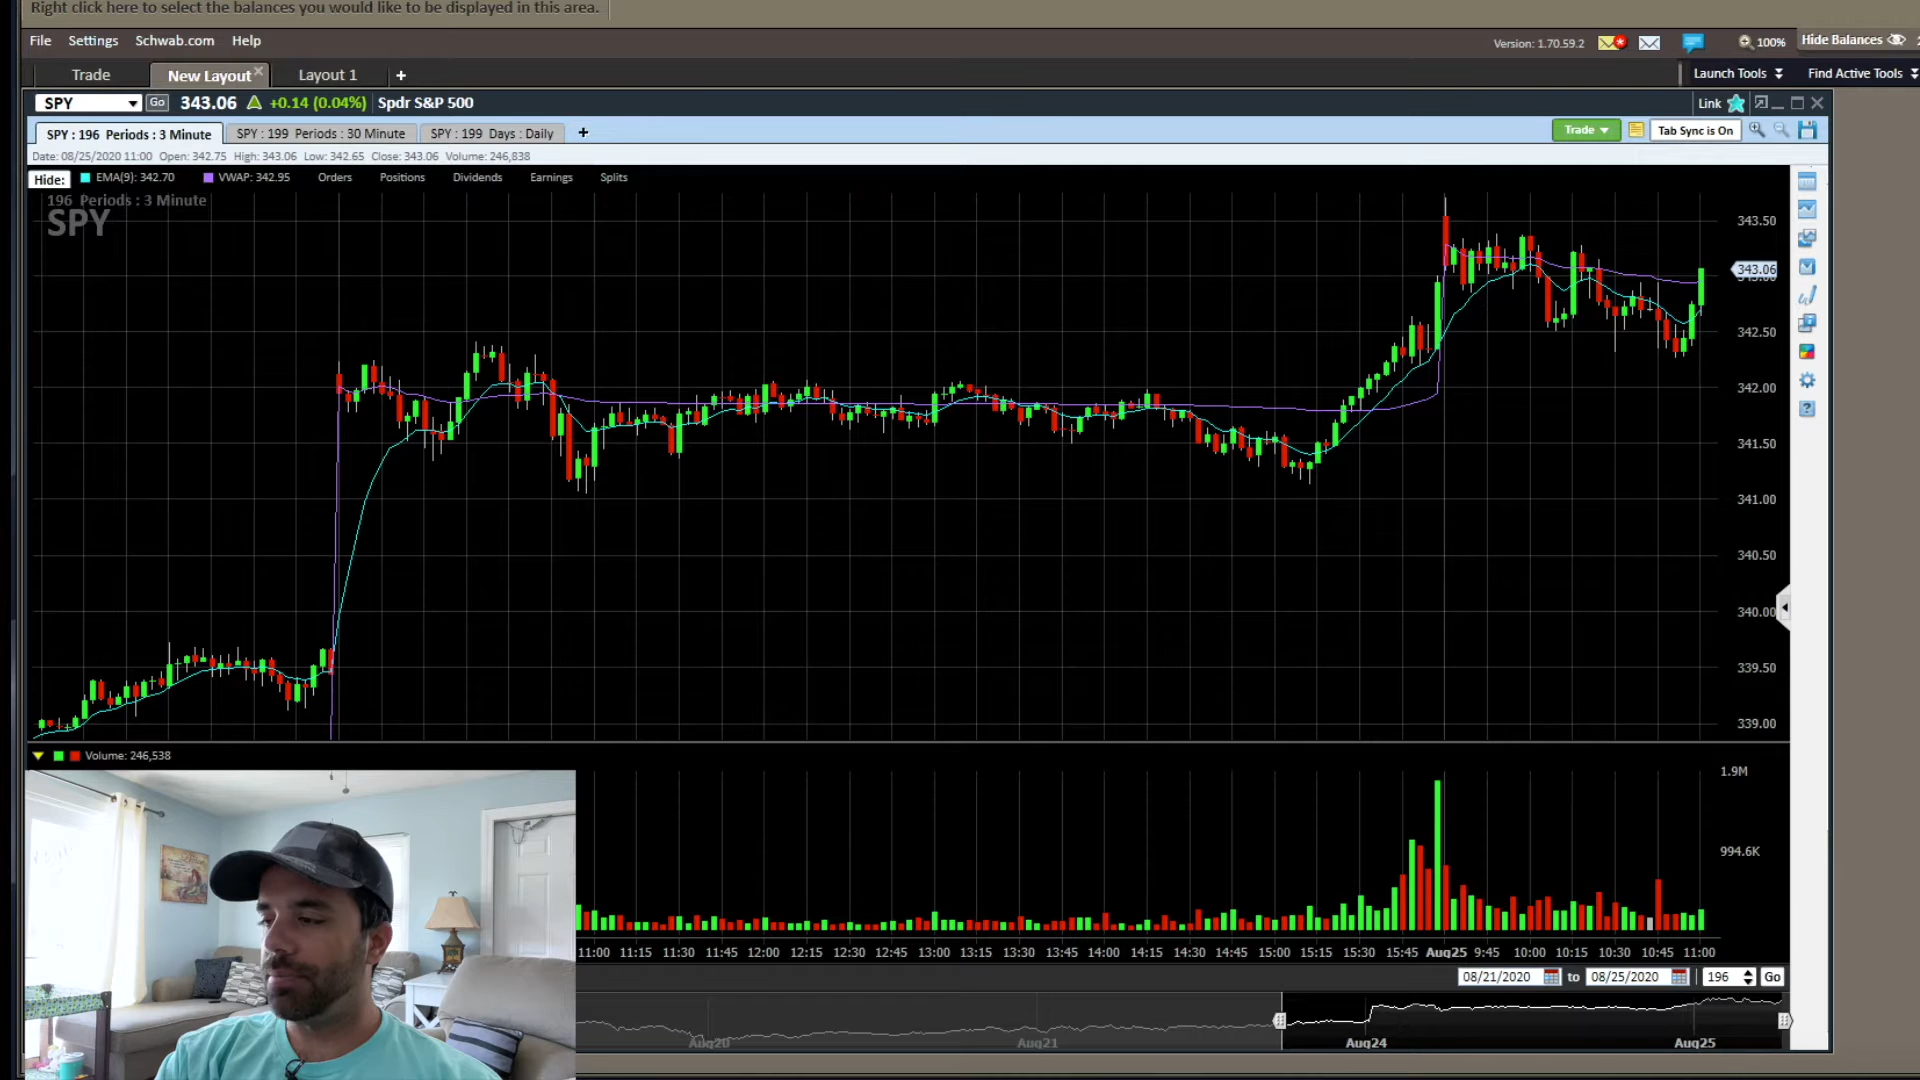 Right click here to select the balances you would like to be displayed in this area.
File Settings Schwab.com Help
Version: 1.70.59.2 100% Hide Balances
Trade New Layout Layout 1 +
Launch Tools Find Active Tools
SPY Go 343.06 +0.14 (0.04%) Spdr S&P 500
Link
SPY : 196 Periods : 3 Minute SPY : 199 Periods : 30 Minute SPY : 199 Days : Daily +
Trade Tab Sync is On
Date: 08/25/2020 11:00 Open: 342.75 High: 343.06 Low: 342.65 Close: 343.06 Volume: 246,838
Hide: EMA(9): 342.70 VWAP: 342.95 Orders Positions Dividends Earnings Splits
196 Periods : 3 Minute
SPY
343.50
343.06
342.50
342.00
341.50
341.00
340.50
340.00
339.50
339.00
Volume: 246,538
1.9M
994.6K
11:00 11:15 11:30 11:45 12:00 12:15 12:30 12:45 13:00 13:15 13:30 13:45 14:00 14:15 14:30 14:45 15:00 15:15 15:30 15:45 Aug25 9:45 10:00 10:15 10:30 10:45 11:00
08/21/2020 to 08/25/2020 196 Go
Aug20 Aug21 Aug24 Aug25